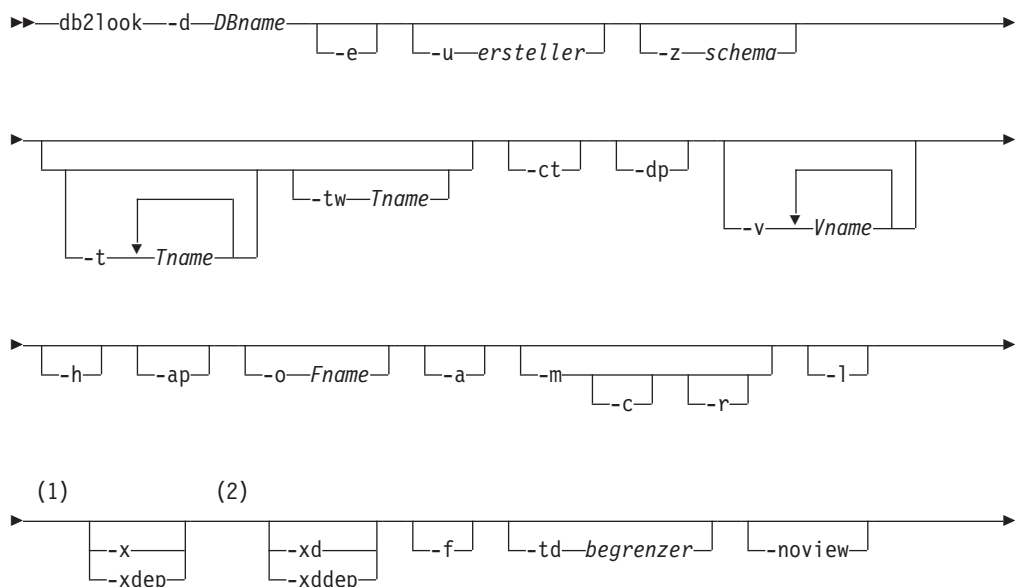 db2look -d DBname
-e -u ersteller -z schema
-ct -dp
-tw Tname
-v Vname
-t Tname
-h -ap -o Fname -a -m -l
-c -r
(1) (2)
-x -xd -f -td begrenzer -noview
-xdep -xddep